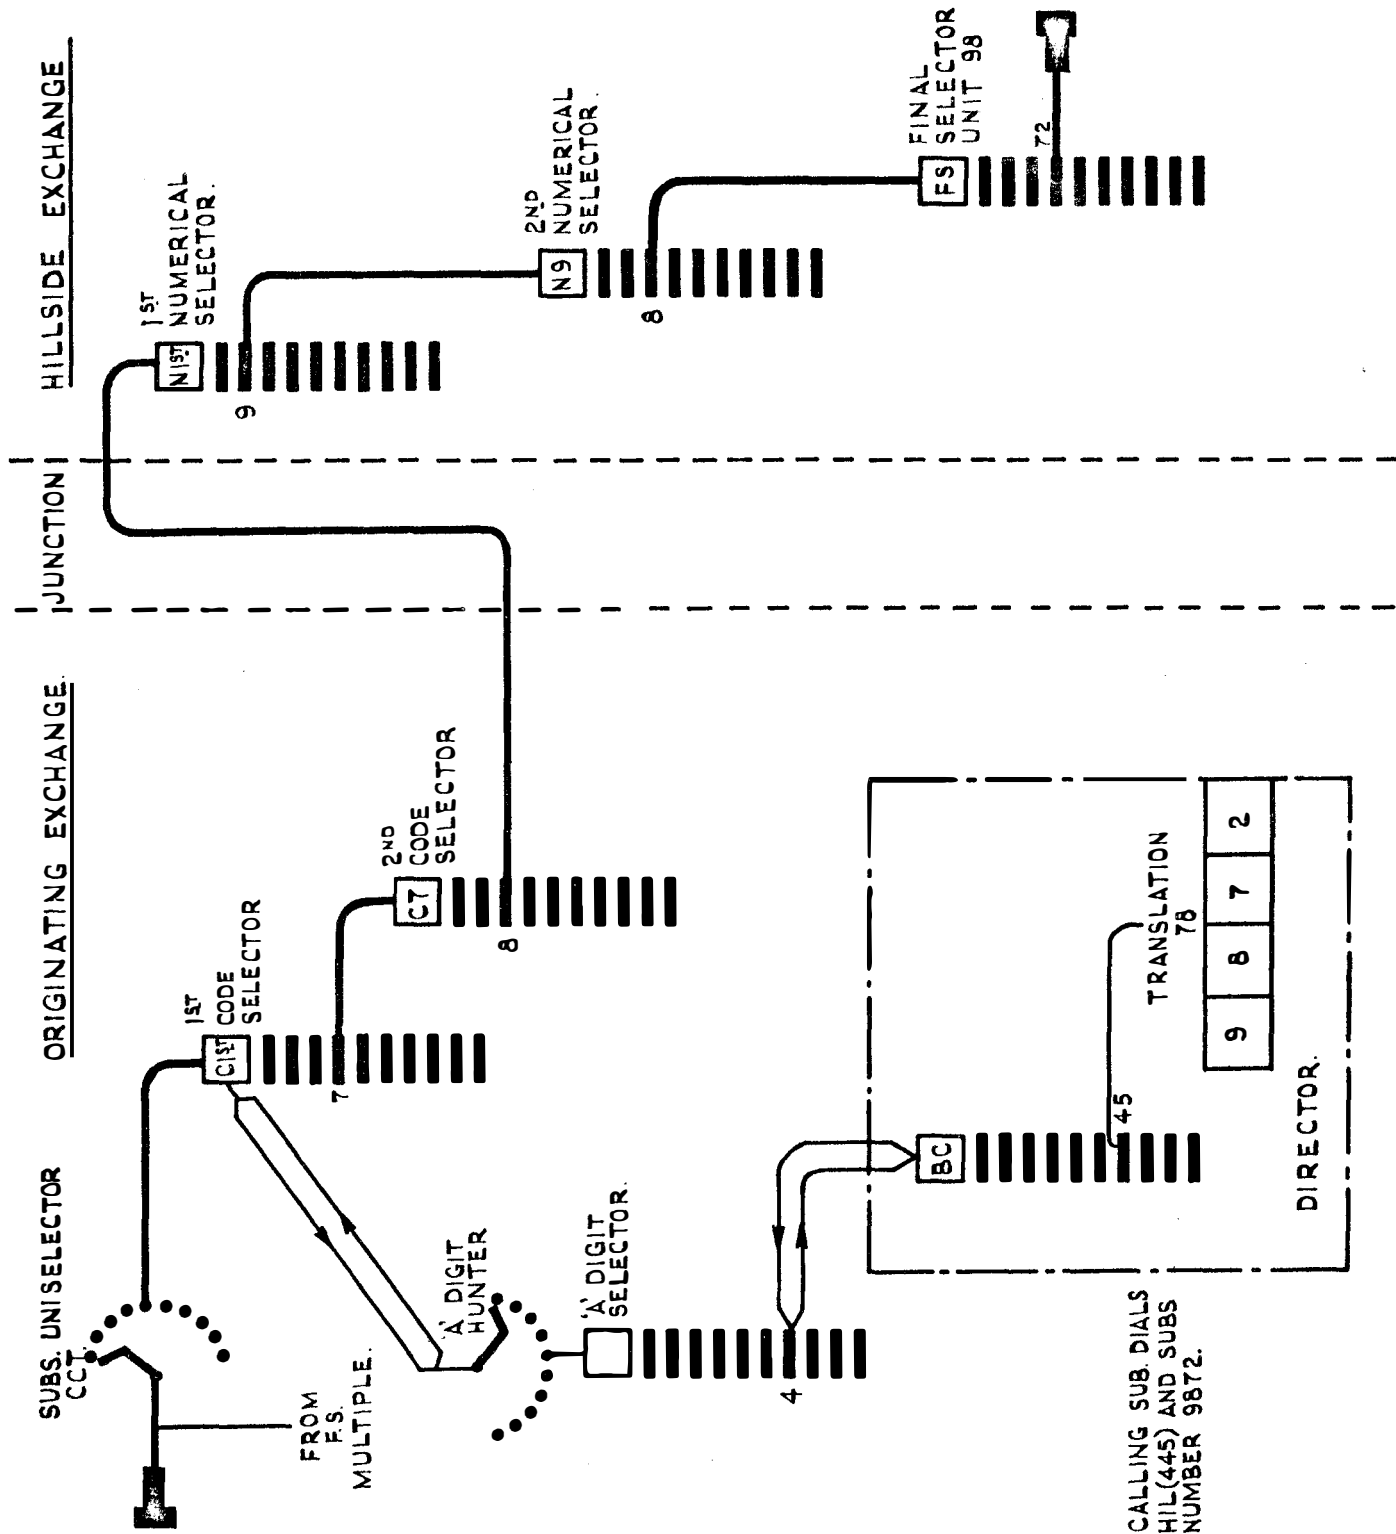 ORIGINATING EXCHANGE.
JUNCTION
HILLSIDE EXCHANGE
SUBS. UNISELECTOR
CCT.
FROM
F.S.
MULTIPLE.
1ST
CODE
SELECTOR
C1ST
7
2ND
CODE
SELECTOR
C7
8
'A' DIGIT
HUNTER
'A' DIGIT
SELECTOR.
4
BC
45
TRANSLATION
78
9 8 7 2
DIRECTOR.
CALLING SUB. DIALS
HIL(445) AND SUBS
NUMBER 9872.
1ST
NUMERICAL
SELECTOR.
N1ST
9
2ND
NUMERICAL
SELECTOR.
N9
8
FINAL
SELECTOR
UNIT 98
FS
72